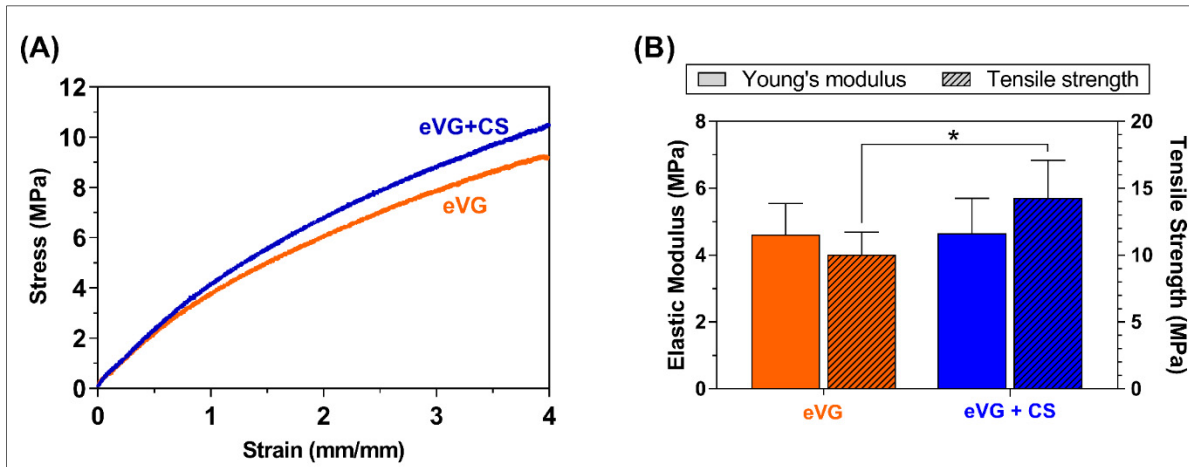 (A)
12
10
8
6
4
2
0
Stress (MPa)
eVG+CS
eVG
0 1 2 3 4
Strain (mm/mm)
(B)
Young's modulus Tensile strength
8
6
4
2
0
Elastic Modulus (MPa)
*
20
15
10
5
0
Tensile Strength (MPa)
eVG eVG + CS